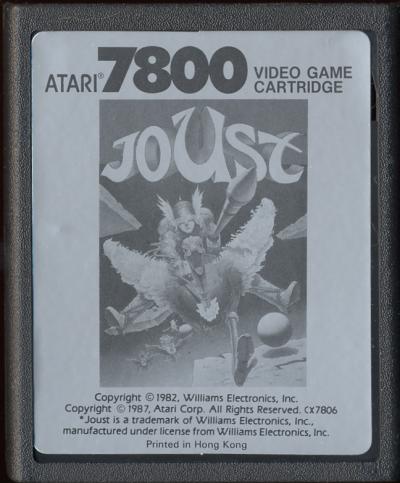 ATARI® 7800 VIDEO GAME
CARTRIDGE
JOUST
Copyright © 1982, Williams Electronics, Inc.
Copyright © 1987, Atari Corp. All Rights Reserved. CX7806
*Joust is a trademark of Williams Electronics, Inc.,
manufactured under license from Williams Electronics, Inc.
Printed in Hong Kong